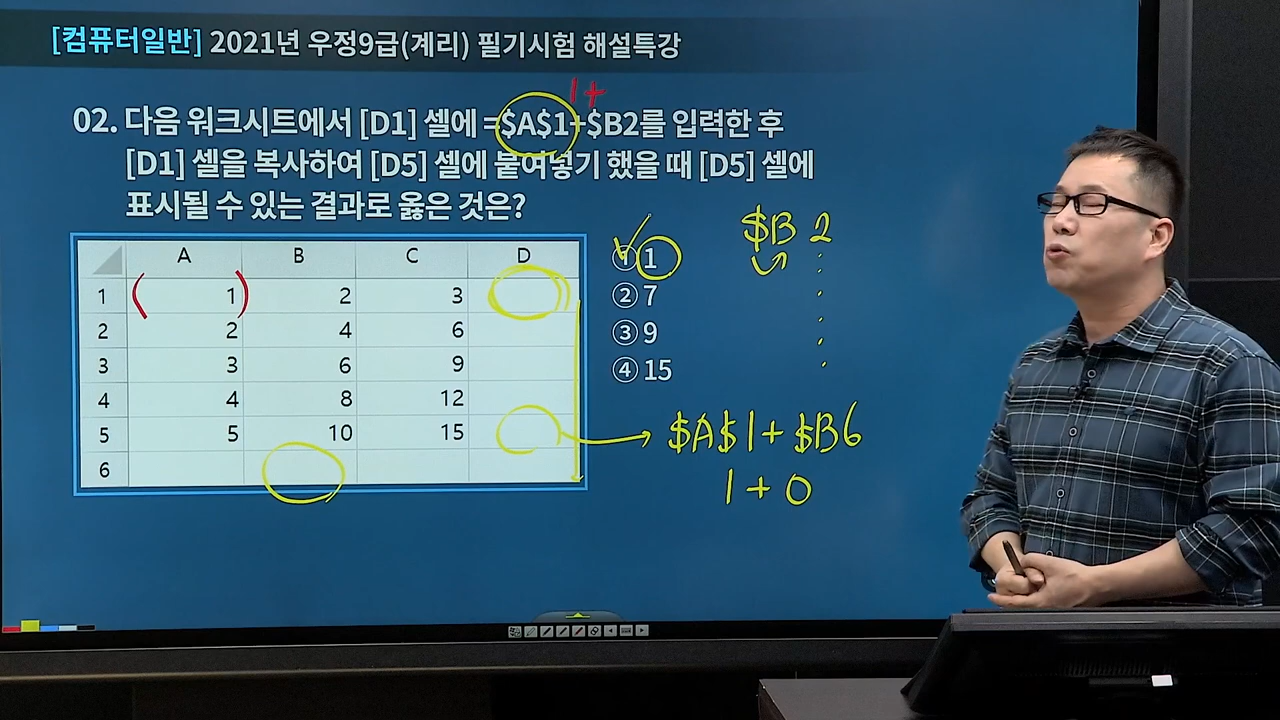 [컴퓨터일반] 2021년 우정9급(계리) 필기시험 해설특강
1+
02. 다음 워크시트에서 [D1] 셀에 =$A$1+$B2를 입력한 후
[D1] 셀을 복사하여 [D5] 셀에 붙여넣기 했을 때 [D5] 셀에
표시될 수 있는 결과로 옳은 것은?
A B C D
1 1 2 3
2 2 4 6
3 3 6 9
4 4 8 12
5 5 10 15
6
① 1
② 7
③ 9
④ 15
$B 2
$A$1+$B6
1+0